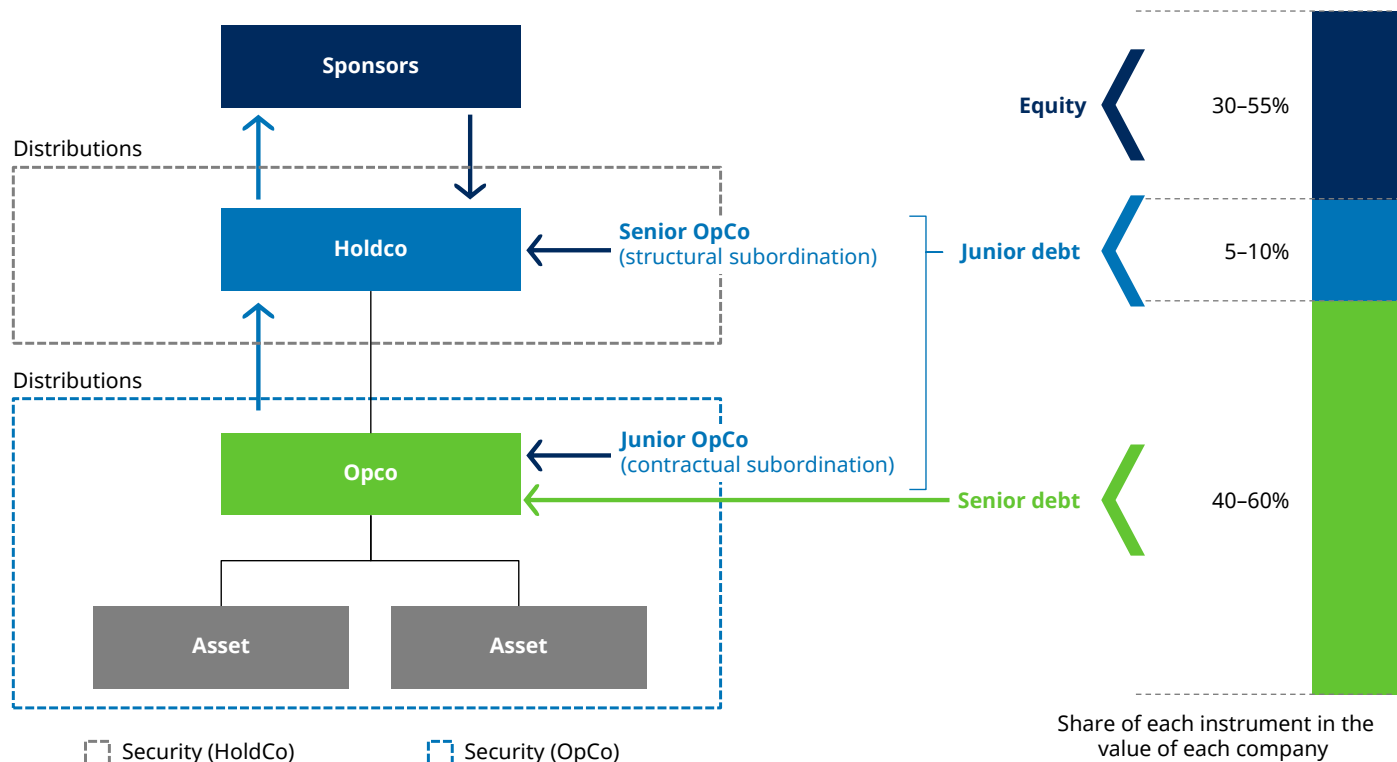 Sponsors
Equity
30–55%
Distributions
Holdco
Senior OpCo
(structural subordination)
Junior debt
5–10%
Distributions
Opco
Junior OpCo
(contractual subordination)
Senior debt
40–60%
Asset
Asset
Security (HoldCo)
Security (OpCo)
Share of each instrument in the
value of each company